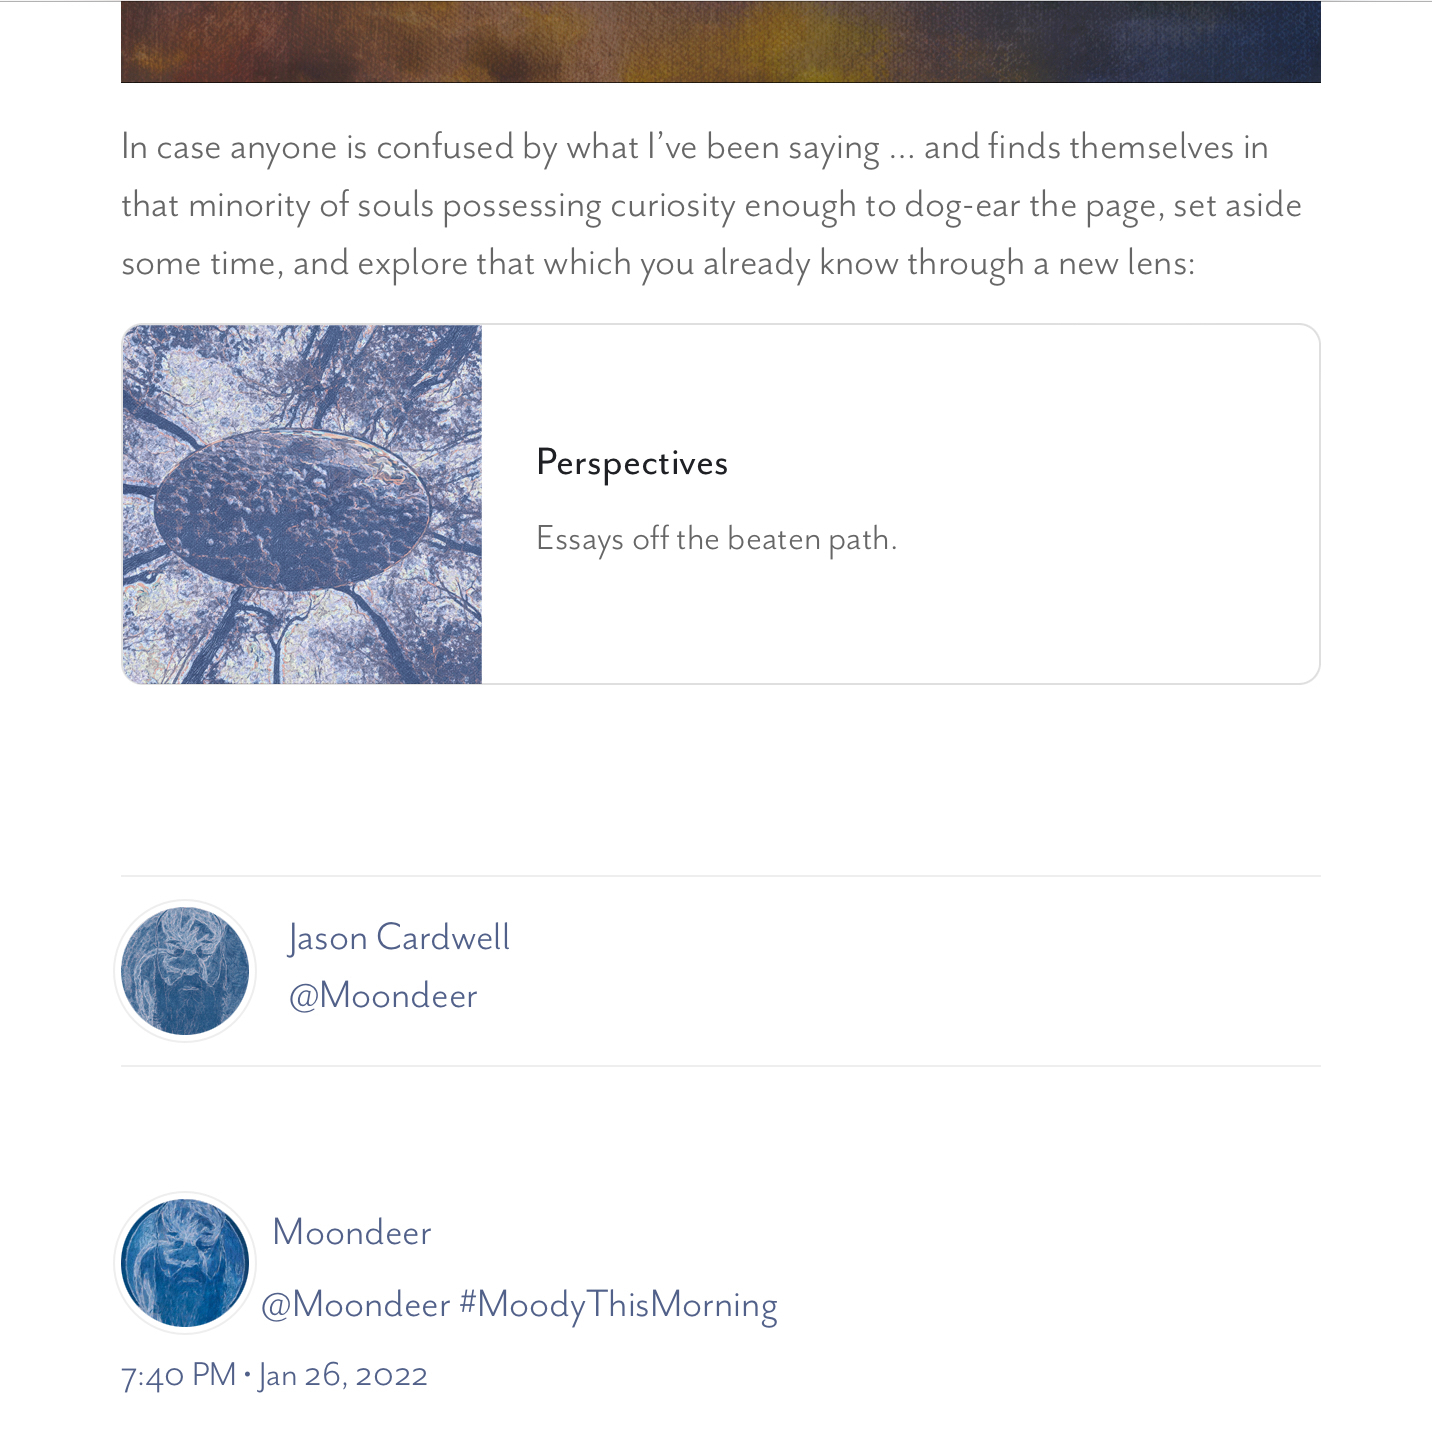 In case anyone is confused by what I’ve been saying … and finds themselves in
that minority of souls possessing curiosity enough to dog-ear the page, set aside
some time, and explore that which you already know through a new lens:
Perspectives
Essays off the beaten path.
Jason Cardwell
@Moondeer
Moondeer
@Moondeer #MoodyThisMorning
7:40 PM • Jan 26, 2022